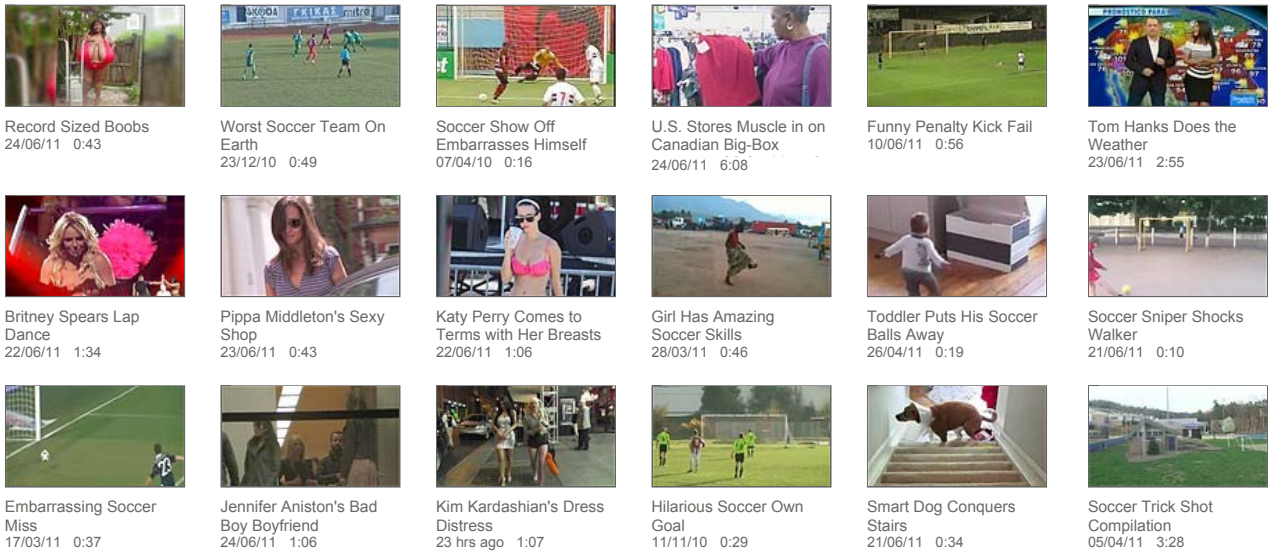 ŠKODA ΓΚΙΚΑΣ mitro
7
PRONÓSTICO PARA
Record Sized Boobs
24/06/11 0:43
Worst Soccer Team On
Earth
23/12/10 0:49
Soccer Show Off
Embarrasses Himself
07/04/10 0:16
U.S. Stores Muscle in on
Canadian Big-Box
24/06/11 6:08
Funny Penalty Kick Fail
10/06/11 0:56
Tom Hanks Does the
Weather
23/06/11 2:55
Britney Spears Lap
Dance
22/06/11 1:34
Pippa Middleton's Sexy
Shop
23/06/11 0:43
Katy Perry Comes to
Terms with Her Breasts
22/06/11 1:06
Girl Has Amazing
Soccer Skills
28/03/11 0:46
Toddler Puts His Soccer
Balls Away
26/04/11 0:19
Soccer Sniper Shocks
Walker
21/06/11 0:10
23
Embarrassing Soccer
Miss
17/03/11 0:37
Jennifer Aniston's Bad
Boy Boyfriend
24/06/11 1:06
Kim Kardashian's Dress
Distress
23 hrs ago 1:07
Hilarious Soccer Own
Goal
11/11/10 0:29
Smart Dog Conquers
Stairs
21/06/11 0:34
Soccer Trick Shot
Compilation
05/04/11 3:28